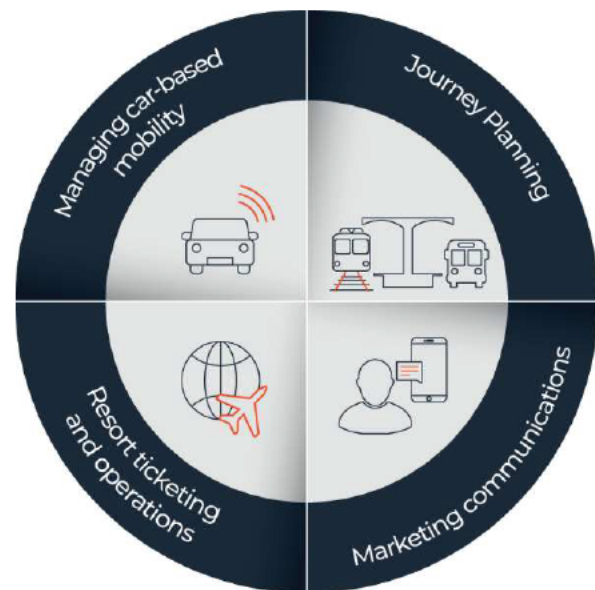 Managing car-based
mobility
Journey Planning
Resort ticketing
and operations
Marketing communications